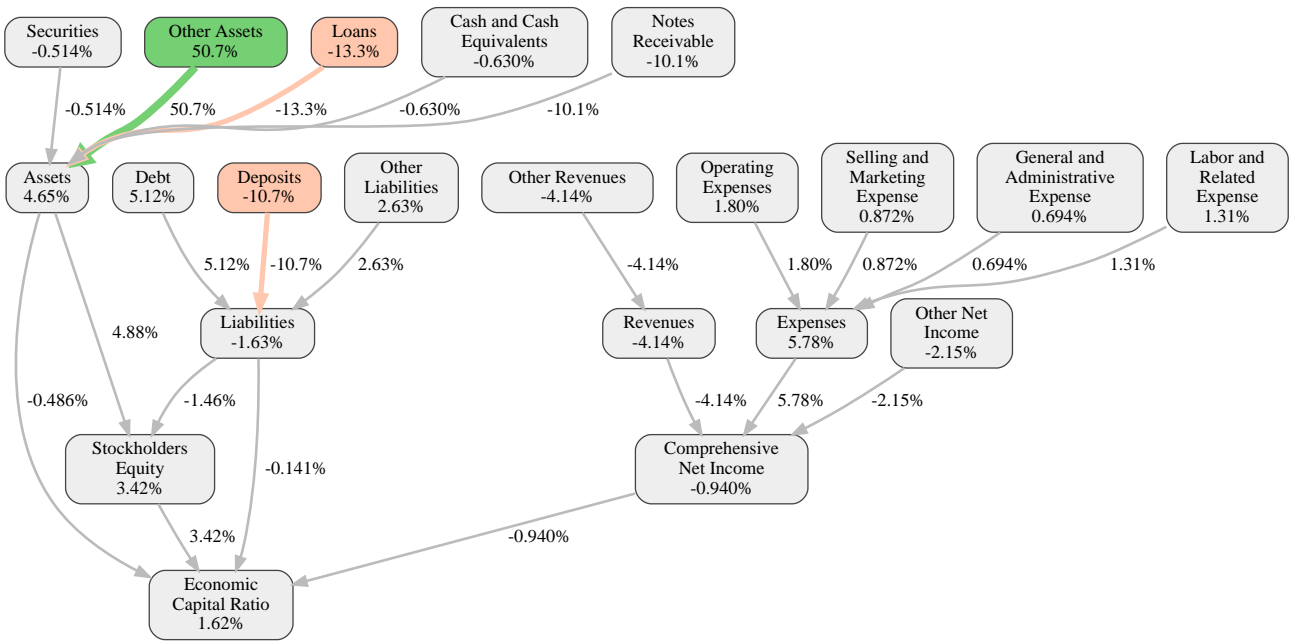 Securities
-0.514%
Other Assets
50.7%
Loans
-13.3%
Cash and Cash
Equivalents
-0.630%
Notes
Receivable
-10.1%
-0.514%
50.7%
-13.3%
-0.630%
-10.1%
Assets
4.65%
Debt
5.12%
Deposits
-10.7%
Other
Liabilities
2.63%
Other Revenues
-4.14%
Operating
Expenses
1.80%
Selling and
Marketing
Expense
0.872%
General and
Administrative
Expense
0.694%
Labor and
Related
Expense
1.31%
5.12%
-10.7%
2.63%
-4.14%
1.80%
0.872%
0.694%
1.31%
4.88%
Liabilities
-1.63%
Revenues
-4.14%
Expenses
5.78%
Other Net
Income
-2.15%
-0.486%
-1.46%
-4.14%
5.78%
-2.15%
Stockholders
Equity
3.42%
-0.141%
Comprehensive
Net Income
-0.940%
3.42%
-0.940%
Economic
Capital Ratio
1.62%